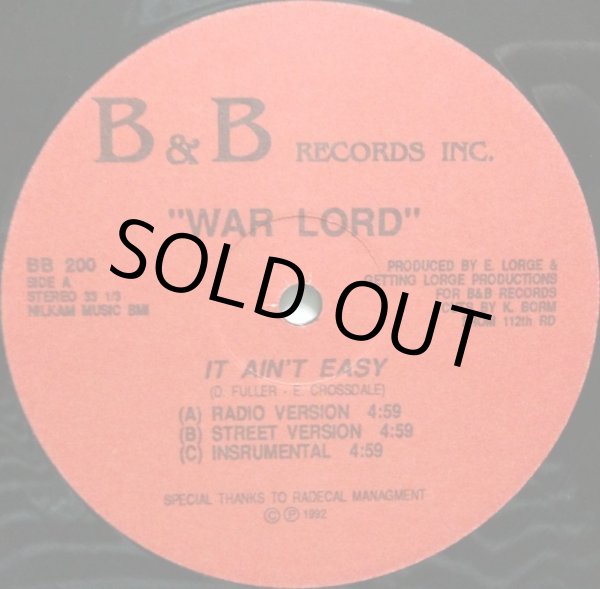 B & B RECORDS INC.
"WAR LORD"
BB 200
SIDE A
STEREO 33 1/3
NILKAM MUSIC BMI
PRODUCED BY E. LORGE &
GETTING LORGE PRODUCTIONS
FOR B&B RECORDS
BY K. BORM
112th RD
SOLD OUT
IT AIN'T EASY
(D. FULLER - E. CROSSDALE)
(A) RADIO VERSION 4:59
(B) STREET VERSION 4:59
(C) INSRUMENTAL 4:59
SPECIAL THANKS TO RADECAL MANAGMENT
© ℗ 1992